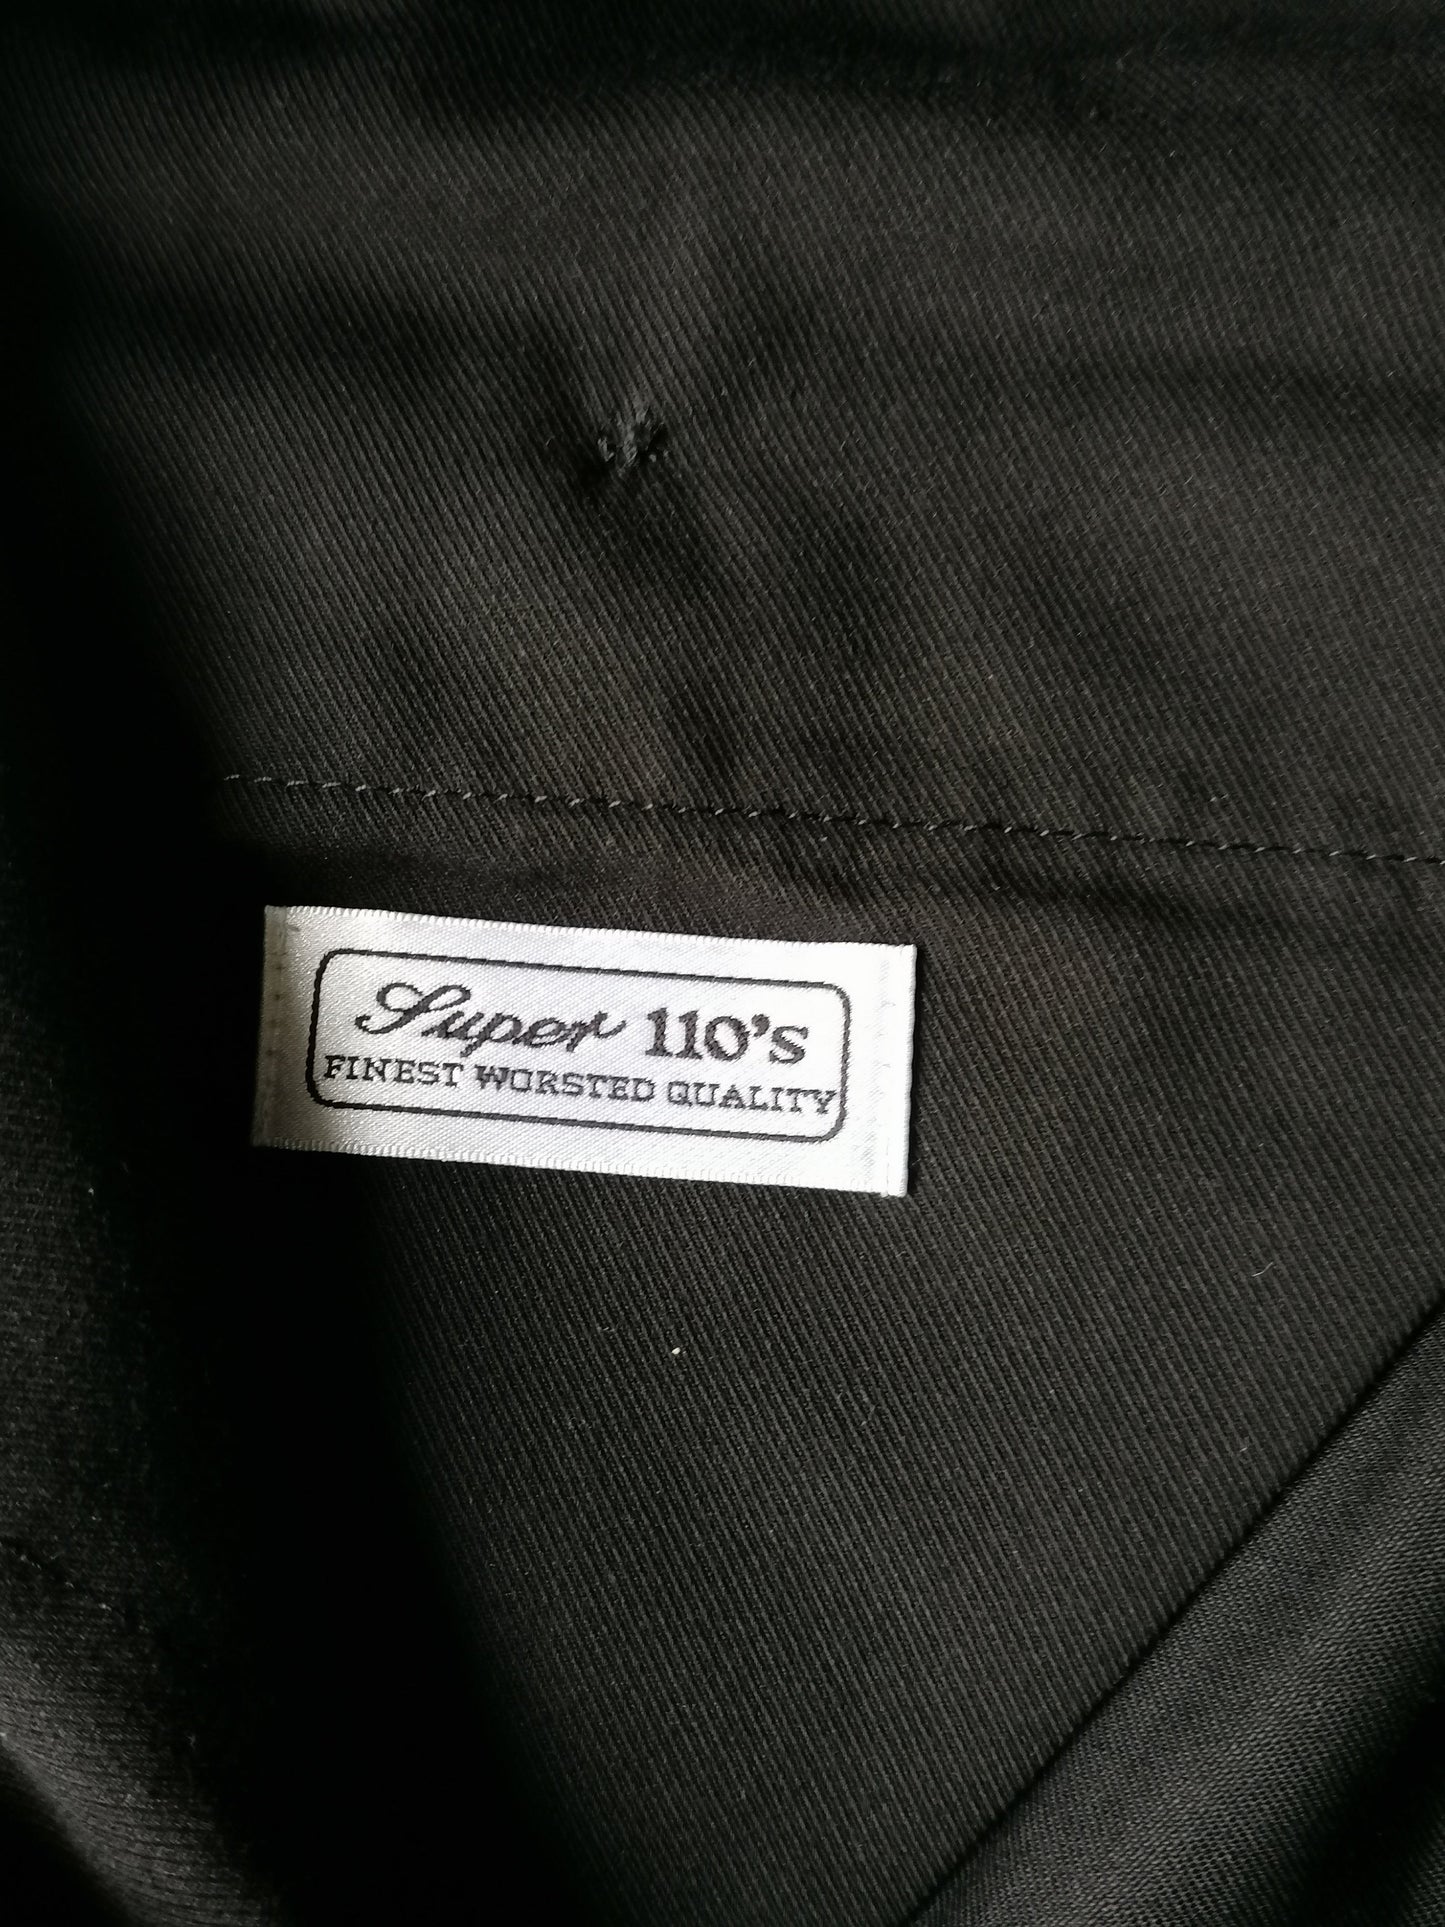 Super 110's
FINEST WORSTED QUALITY